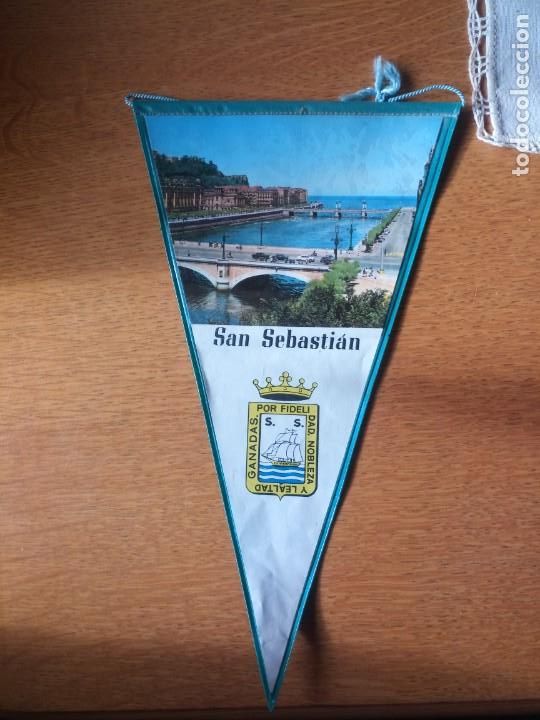 San Sebastián
GANADAS. POR FIDELI
DAD, NOBLEZA
Y LEALTAD
S. S.
todocoleccion